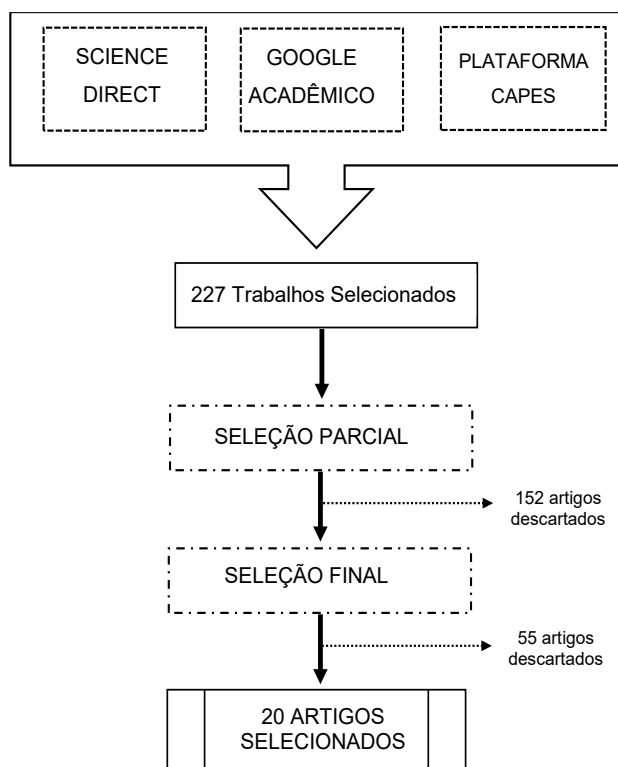 SCIENCE
DIRECT
GOOGLE
ACADÊMICO
PLATAFORMA
CAPES
227 Trabalhos Selecionados
SELEÇÃO PARCIAL
152 artigos
descartados
SELEÇÃO FINAL
55 artigos
descartados
20 ARTIGOS
SELECIONADOS